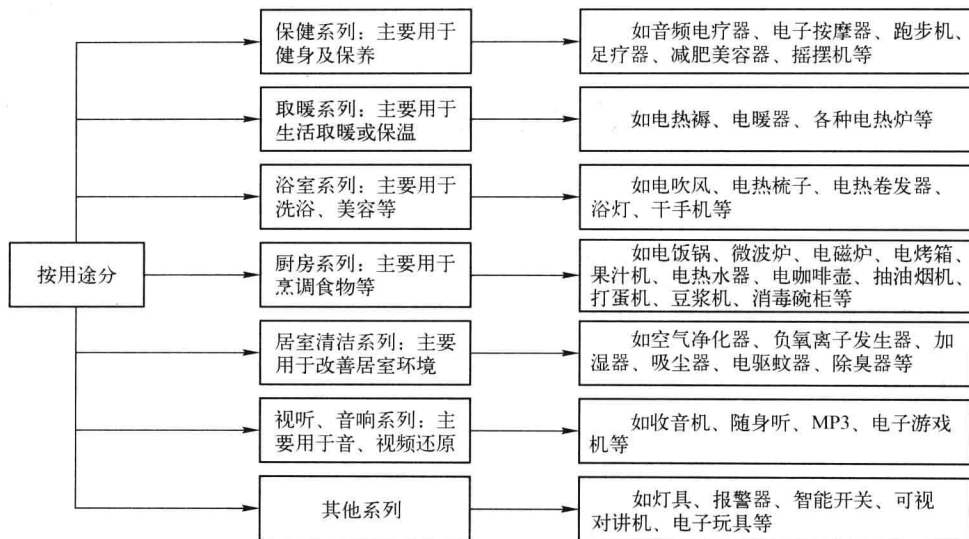 保健系列：主要用于
健身及保养
如音频电疗器、电子按摩器、跑步机、
足疗器、减肥美容器、摇摆机等
取暖系列：主要用于
生活取暖或保温
如电热褥、电暖器、各种电热炉等
浴室系列：主要用于
洗浴、美容等
如电吹风、电热梳子、电热卷发器、
浴灯、干手机等
按用途分
厨房系列：主要用于
烹调食物等
如电饭锅、微波炉、电磁炉、电烤箱、
果汁机、电热水器、电咖啡壶、抽油烟机、
打蛋机、豆浆机、消毒碗柜等
居室清洁系列：主要
用于改善居室环境
如空气净化器、负氧离子发生器、加
湿器、吸尘器、电驱蚊器、除臭器等
视听、音响系列：主
要用于音、视频还原
如收音机、随身听、MP3、电子游戏
机等
其他系列
如灯具、报警器、智能开关、可视
对讲机、电子玩具等